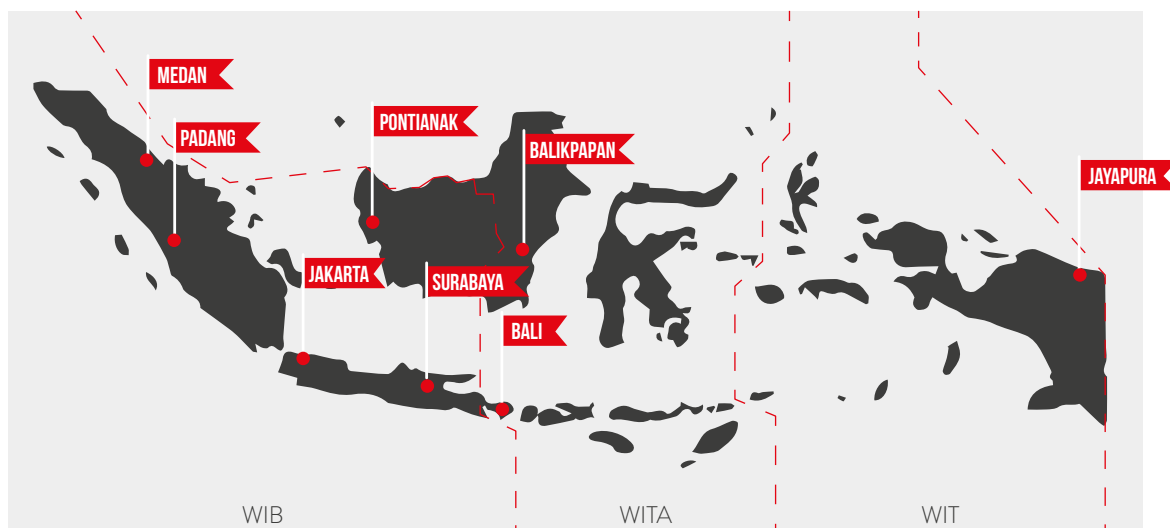 MEDAN
PADANG
PONTIANAK
BALIKPAPAN
JAYAPURA
JAKARTA
SURABAYA
BALI
WIB
WITA
WIT